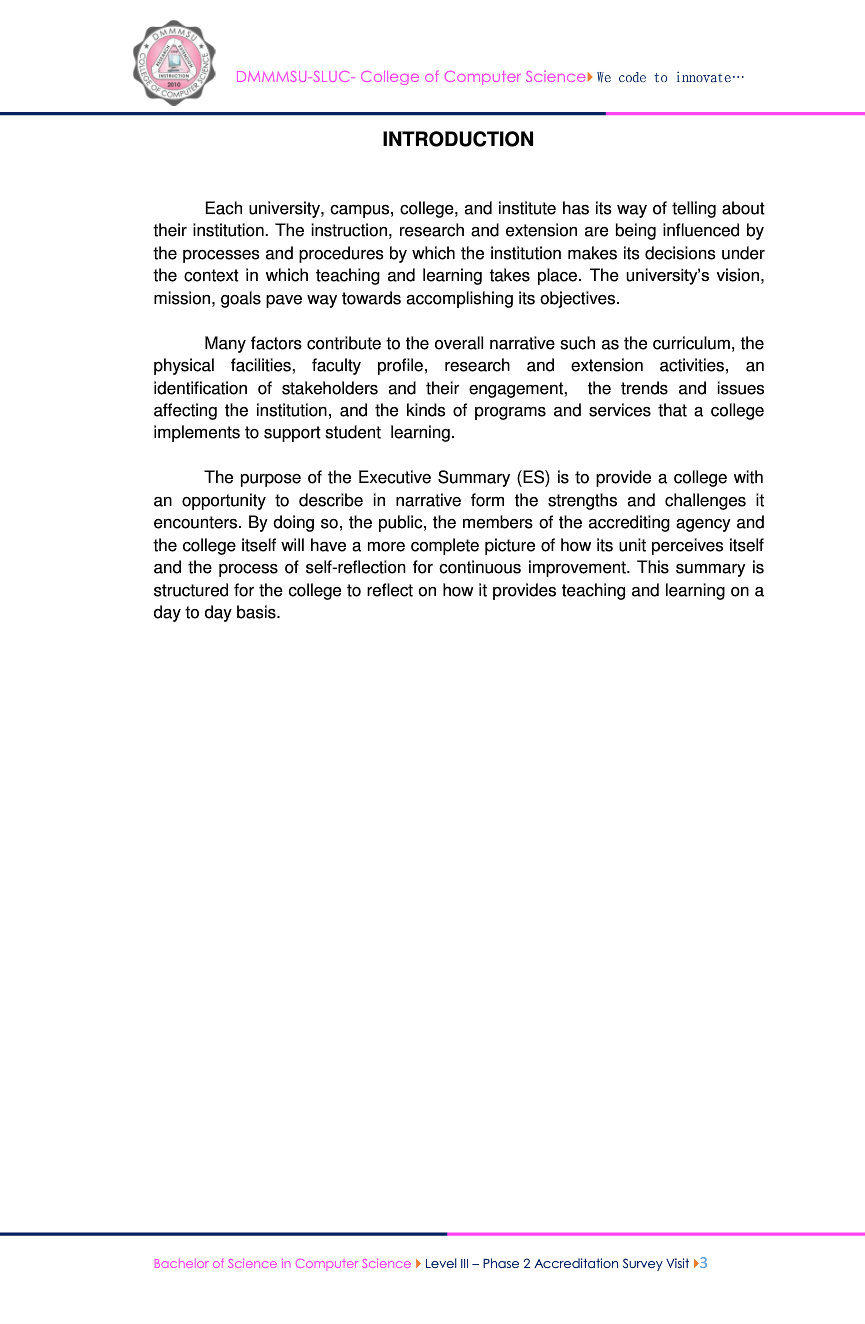 DMMMSU
COLLEGE OF COMPUTER SCIENCE
RESEARCH
EXTENSION
INSTRUCTION
2010
DMMMSU-SLUC- College of Computer Science We code to innovate…
INTRODUCTION
Each university, campus, college, and institute has its way of telling about
their institution. The instruction, research and extension are being influenced by
the processes and procedures by which the institution makes its decisions under
the context in which teaching and learning takes place. The university’s vision,
mission, goals pave way towards accomplishing its objectives.
Many factors contribute to the overall narrative such as the curriculum, the
physical facilities, faculty profile, research and extension activities, an
identification of stakeholders and their engagement,  the trends and issues
affecting the institution, and the kinds of programs and services that a college
implements to support student  learning.
The purpose of the Executive Summary (ES) is to provide a college with
an opportunity to describe in narrative form the strengths and challenges it
encounters. By doing so, the public, the members of the accrediting agency and
the college itself will have a more complete picture of how its unit perceives itself
and the process of self-reflection for continuous improvement. This summary is
structured for the college to reflect on how it provides teaching and learning on a
day to day basis.
Bachelor of Science in Computer Science Level III – Phase 2 Accreditation Survey Visit 3